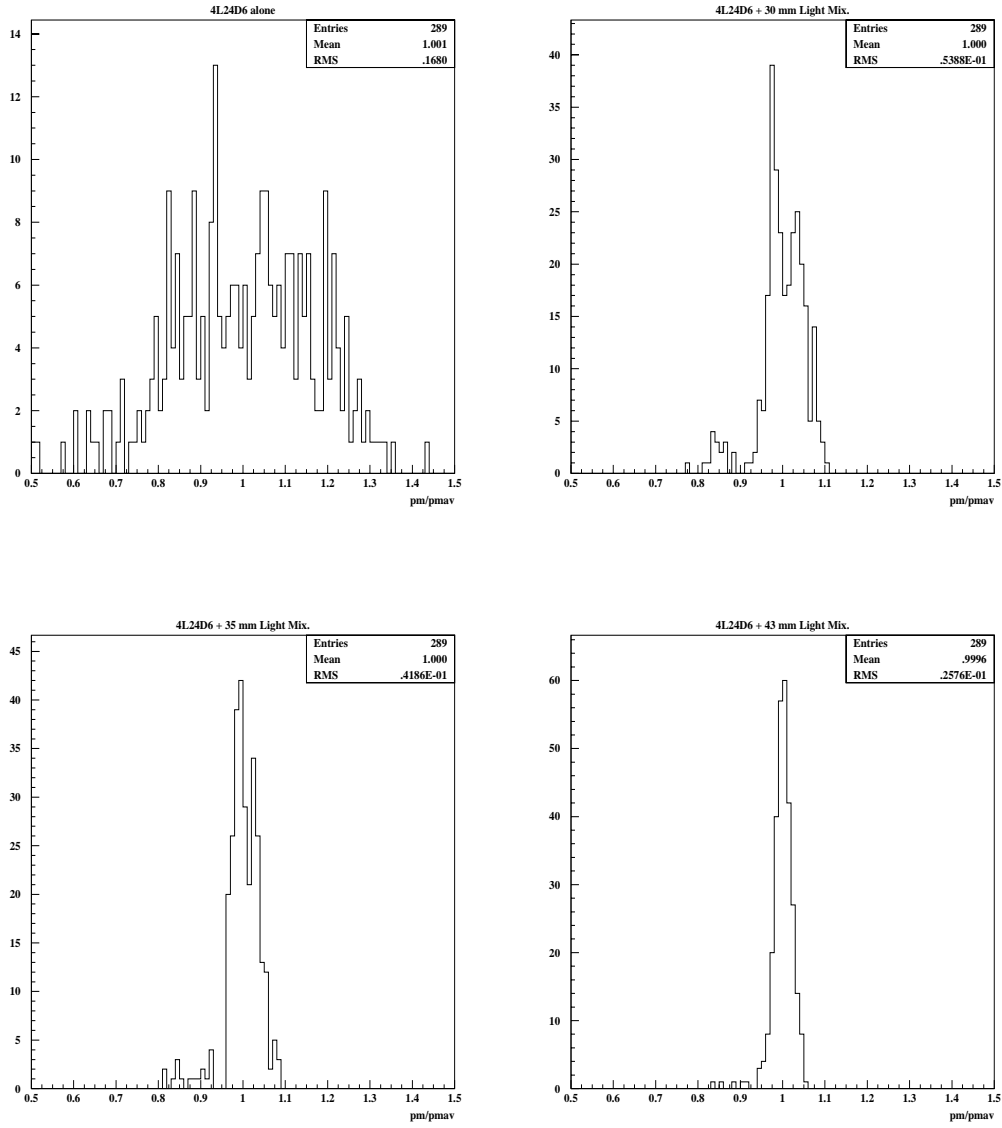 4L24D6 alone
Entries 289
Mean 1.001
RMS .1680
14
12
10
8
6
4
2
0
0.5 0.6 0.7 0.8 0.9 1 1.1 1.2 1.3 1.4 1.5
pm/pmav
4L24D6 + 30 mm Light Mix.
Entries 289
Mean 1.000
RMS .5388E-01
40
35
30
25
20
15
10
5
0
0.5 0.6 0.7 0.8 0.9 1 1.1 1.2 1.3 1.4 1.5
pm/pmav
4L24D6 + 35 mm Light Mix.
Entries 289
Mean 1.000
RMS .4186E-01
45
40
35
30
25
20
15
10
5
0
0.5 0.6 0.7 0.8 0.9 1 1.1 1.2 1.3 1.4 1.5
pm/pmav
4L24D6 + 43 mm Light Mix.
Entries 289
Mean .9996
RMS .2576E-01
60
50
40
30
20
10
0
0.5 0.6 0.7 0.8 0.9 1 1.1 1.2 1.3 1.4 1.5
pm/pmav